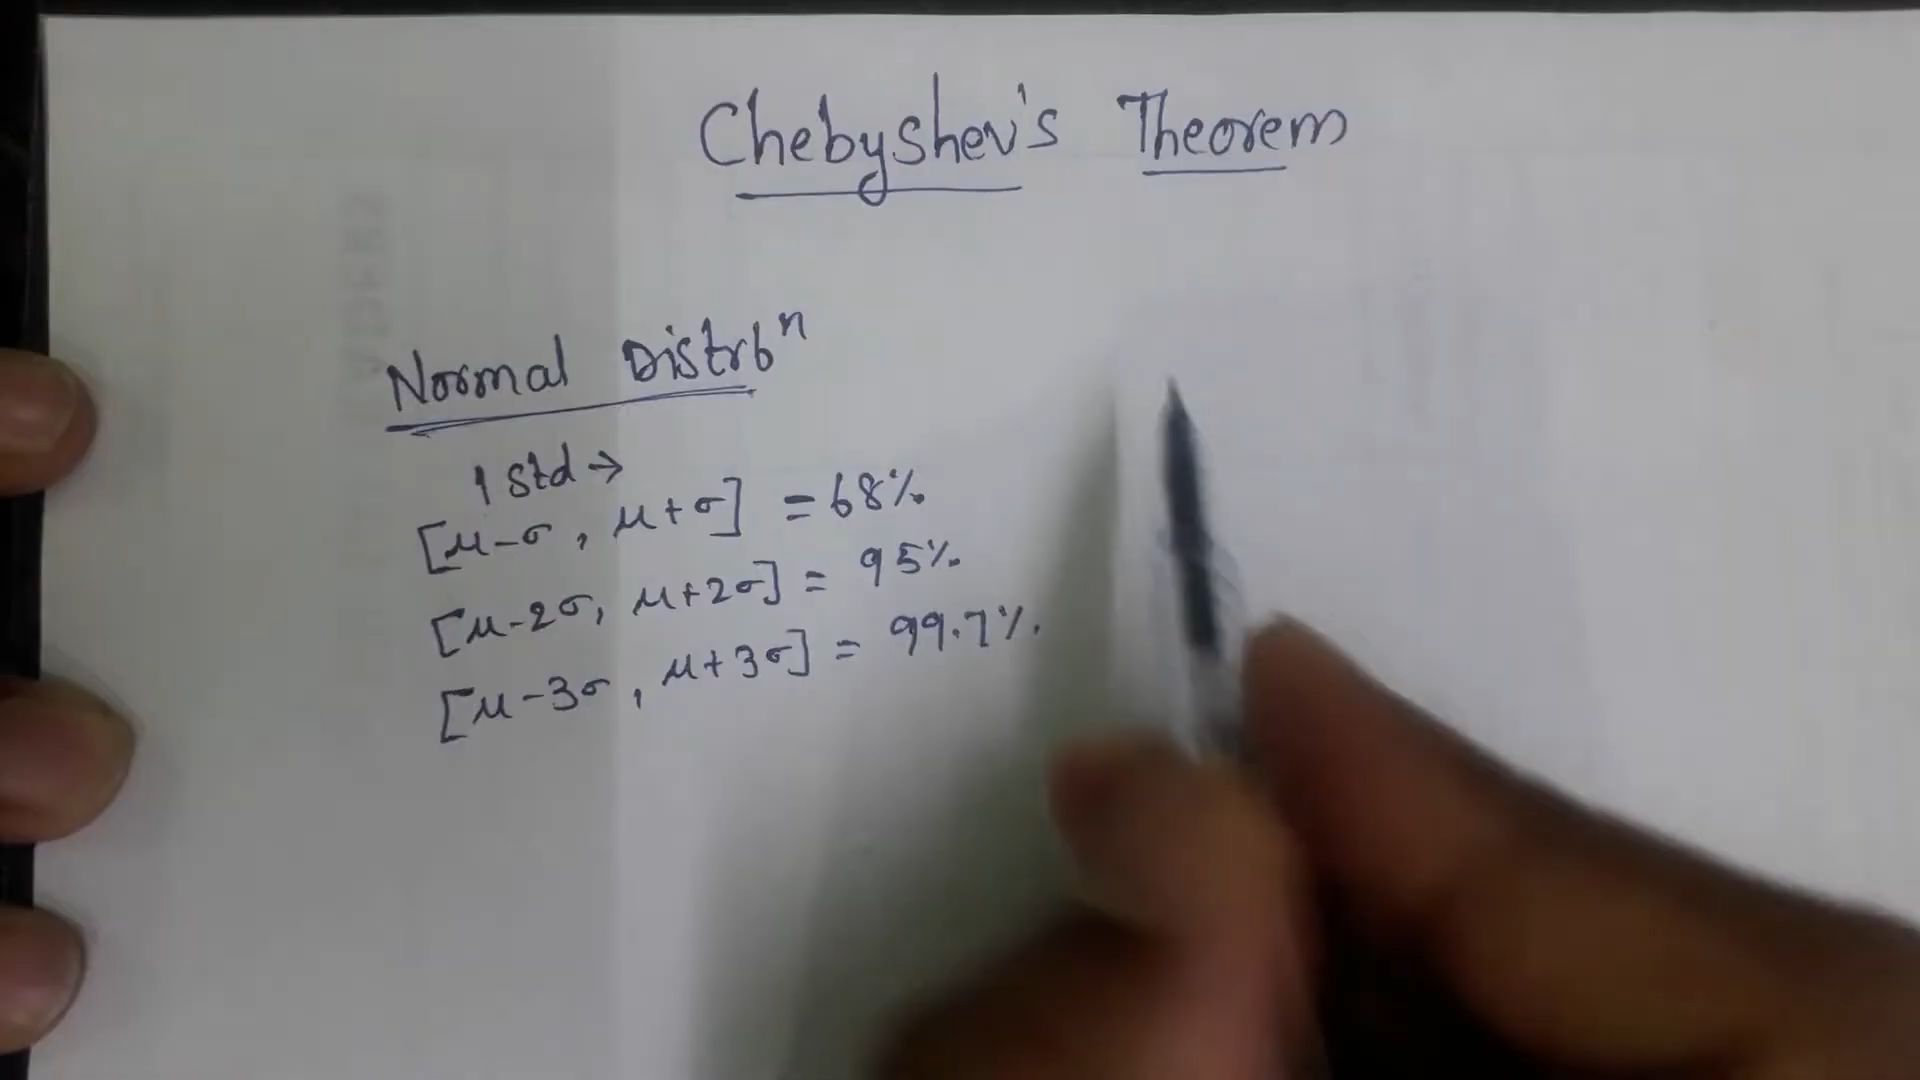 Chebyshev's Theorem
Normal Distrbⁿ
1 Std →
[μ-σ, μ+σ] = 68%
[μ-2σ, μ+2σ] = 95%
[μ-3σ, μ+3σ] = 99.7%